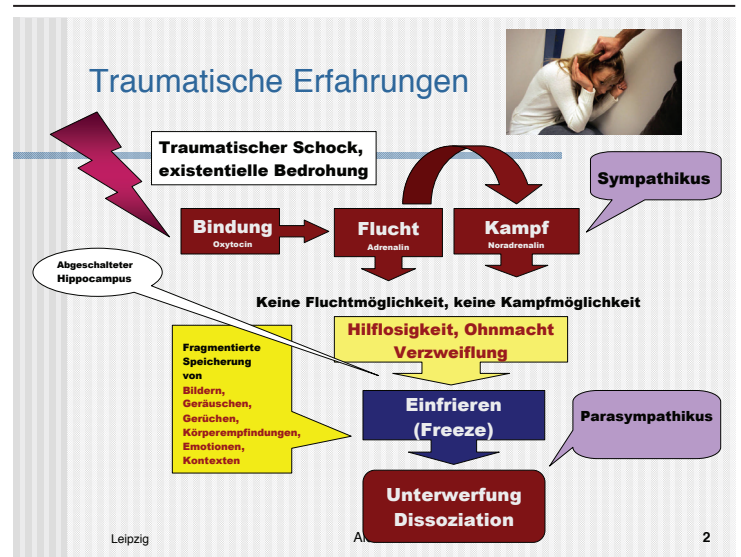 Traumatische Erfahrungen
Traumatischer Schock,
existentielle Bedrohung
Sympathikus
Bindung
Oxytocin
Flucht
Adrenalin
Kampf
Noradrenalin
Abgeschalteter
Hippocampus
Keine Fluchtmöglichkeit, keine Kampfmöglichkeit
Hilflosigkeit, Ohnmacht
Verzweiflung
Fragmentierte
Speicherung
von
Bildern,
Geräuschen,
Gerüchen,
Körperempfindungen,
Emotionen,
Kontexten
Einfrieren
(Freeze)
Parasympathikus
Unterwerfung
Dissoziation
Leipzig
2